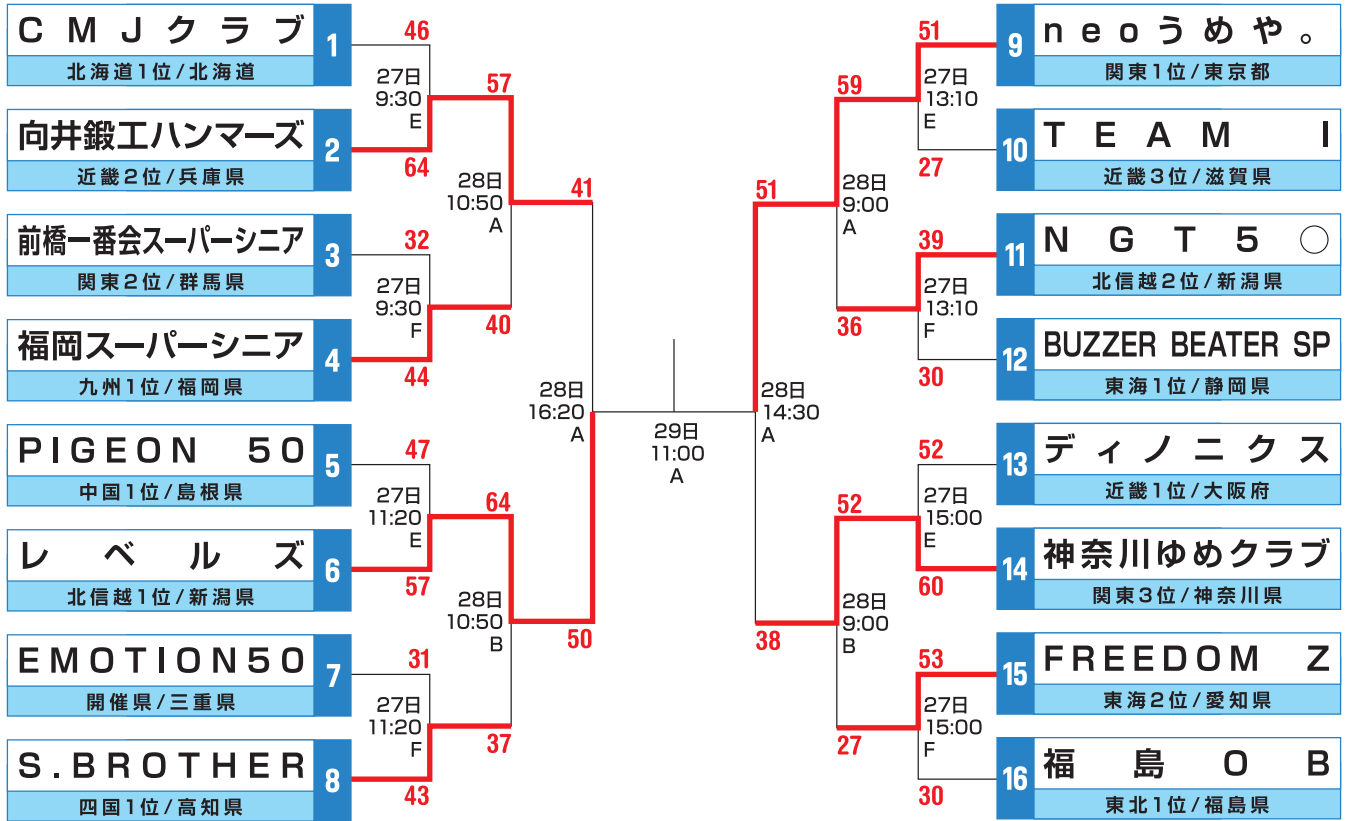 CMJクラブ
1
北海道1位/北海道
向井鍛工ハンマーズ
2
近畿2位/兵庫県
前橋一番会スーパーシニア
3
関東2位/群馬県
福岡スーパーシニア
4
九州1位/福岡県
PIGEON 50
5
中国1位/島根県
レベルズ
6
北信越1位/新潟県
EMOTION50
7
開催県/三重県
S.BROTHER
8
四国1位/高知県
46
27日
9:30
E
64
32
27日
9:30
F
44
47
27日
11:20
E
57
31
27日
11:20
F
43
57
28日
10:50
A
40
64
28日
10:50
B
37
41
28日
16:20
A
50
29日
11:00
A
51
28日
14:30
A
38
59
28日
9:00
A
36
52
28日
9:00
B
27
51
27日
13:10
E
27
39
27日
13:10
F
30
52
27日
15:00
E
60
53
27日
15:00
F
30
9
neoうめや。
関東1位/東京都
10
TEAM I
近畿3位/滋賀県
11
NGT5○
北信越2位/新潟県
12
BUZZER BEATER SP
東海1位/静岡県
13
ディノニクス
近畿1位/大阪府
14
神奈川ゆめクラブ
関東3位/神奈川県
15
FREEDOM Z
東海2位/愛知県
16
福島OB
東北1位/福島県